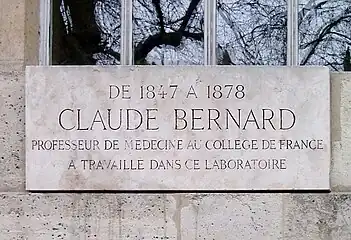 DE 1847 A 1878
CLAUDE BERNARD
PROFESSEUR DE MEDECINE AU COLLEGE DE FRANCE
A TRAVAILLE DANS CE LABORATOIRE